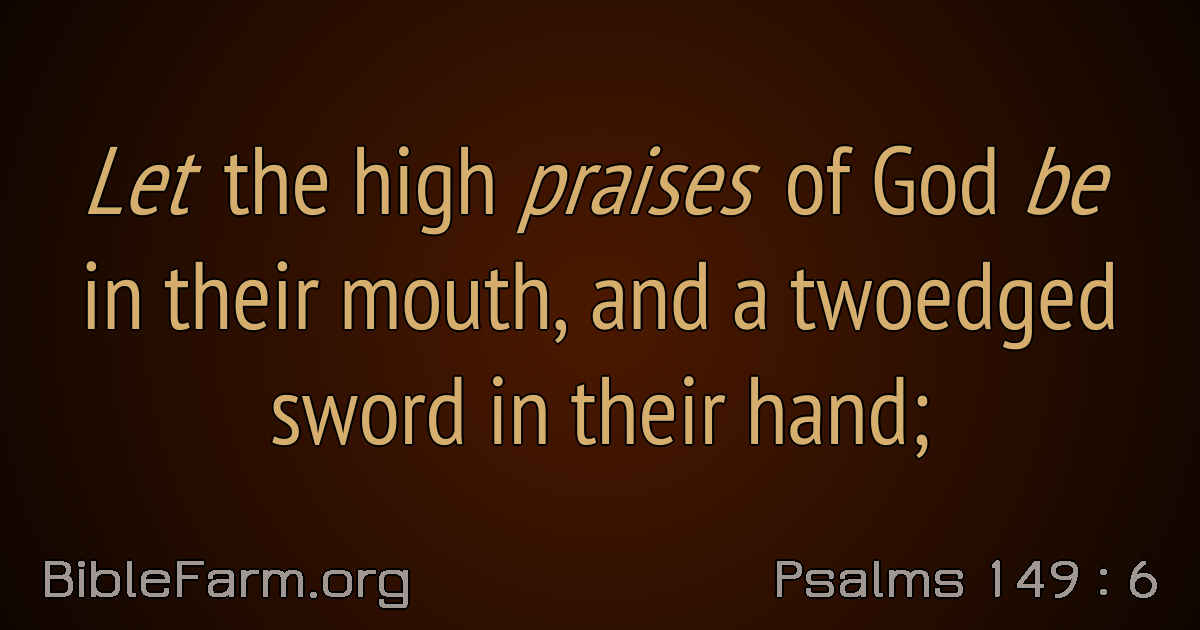 Let the high praises of God be
in their mouth, and a twoedged
sword in their hand;
BibleFarm.org
Psalms 149 : 6